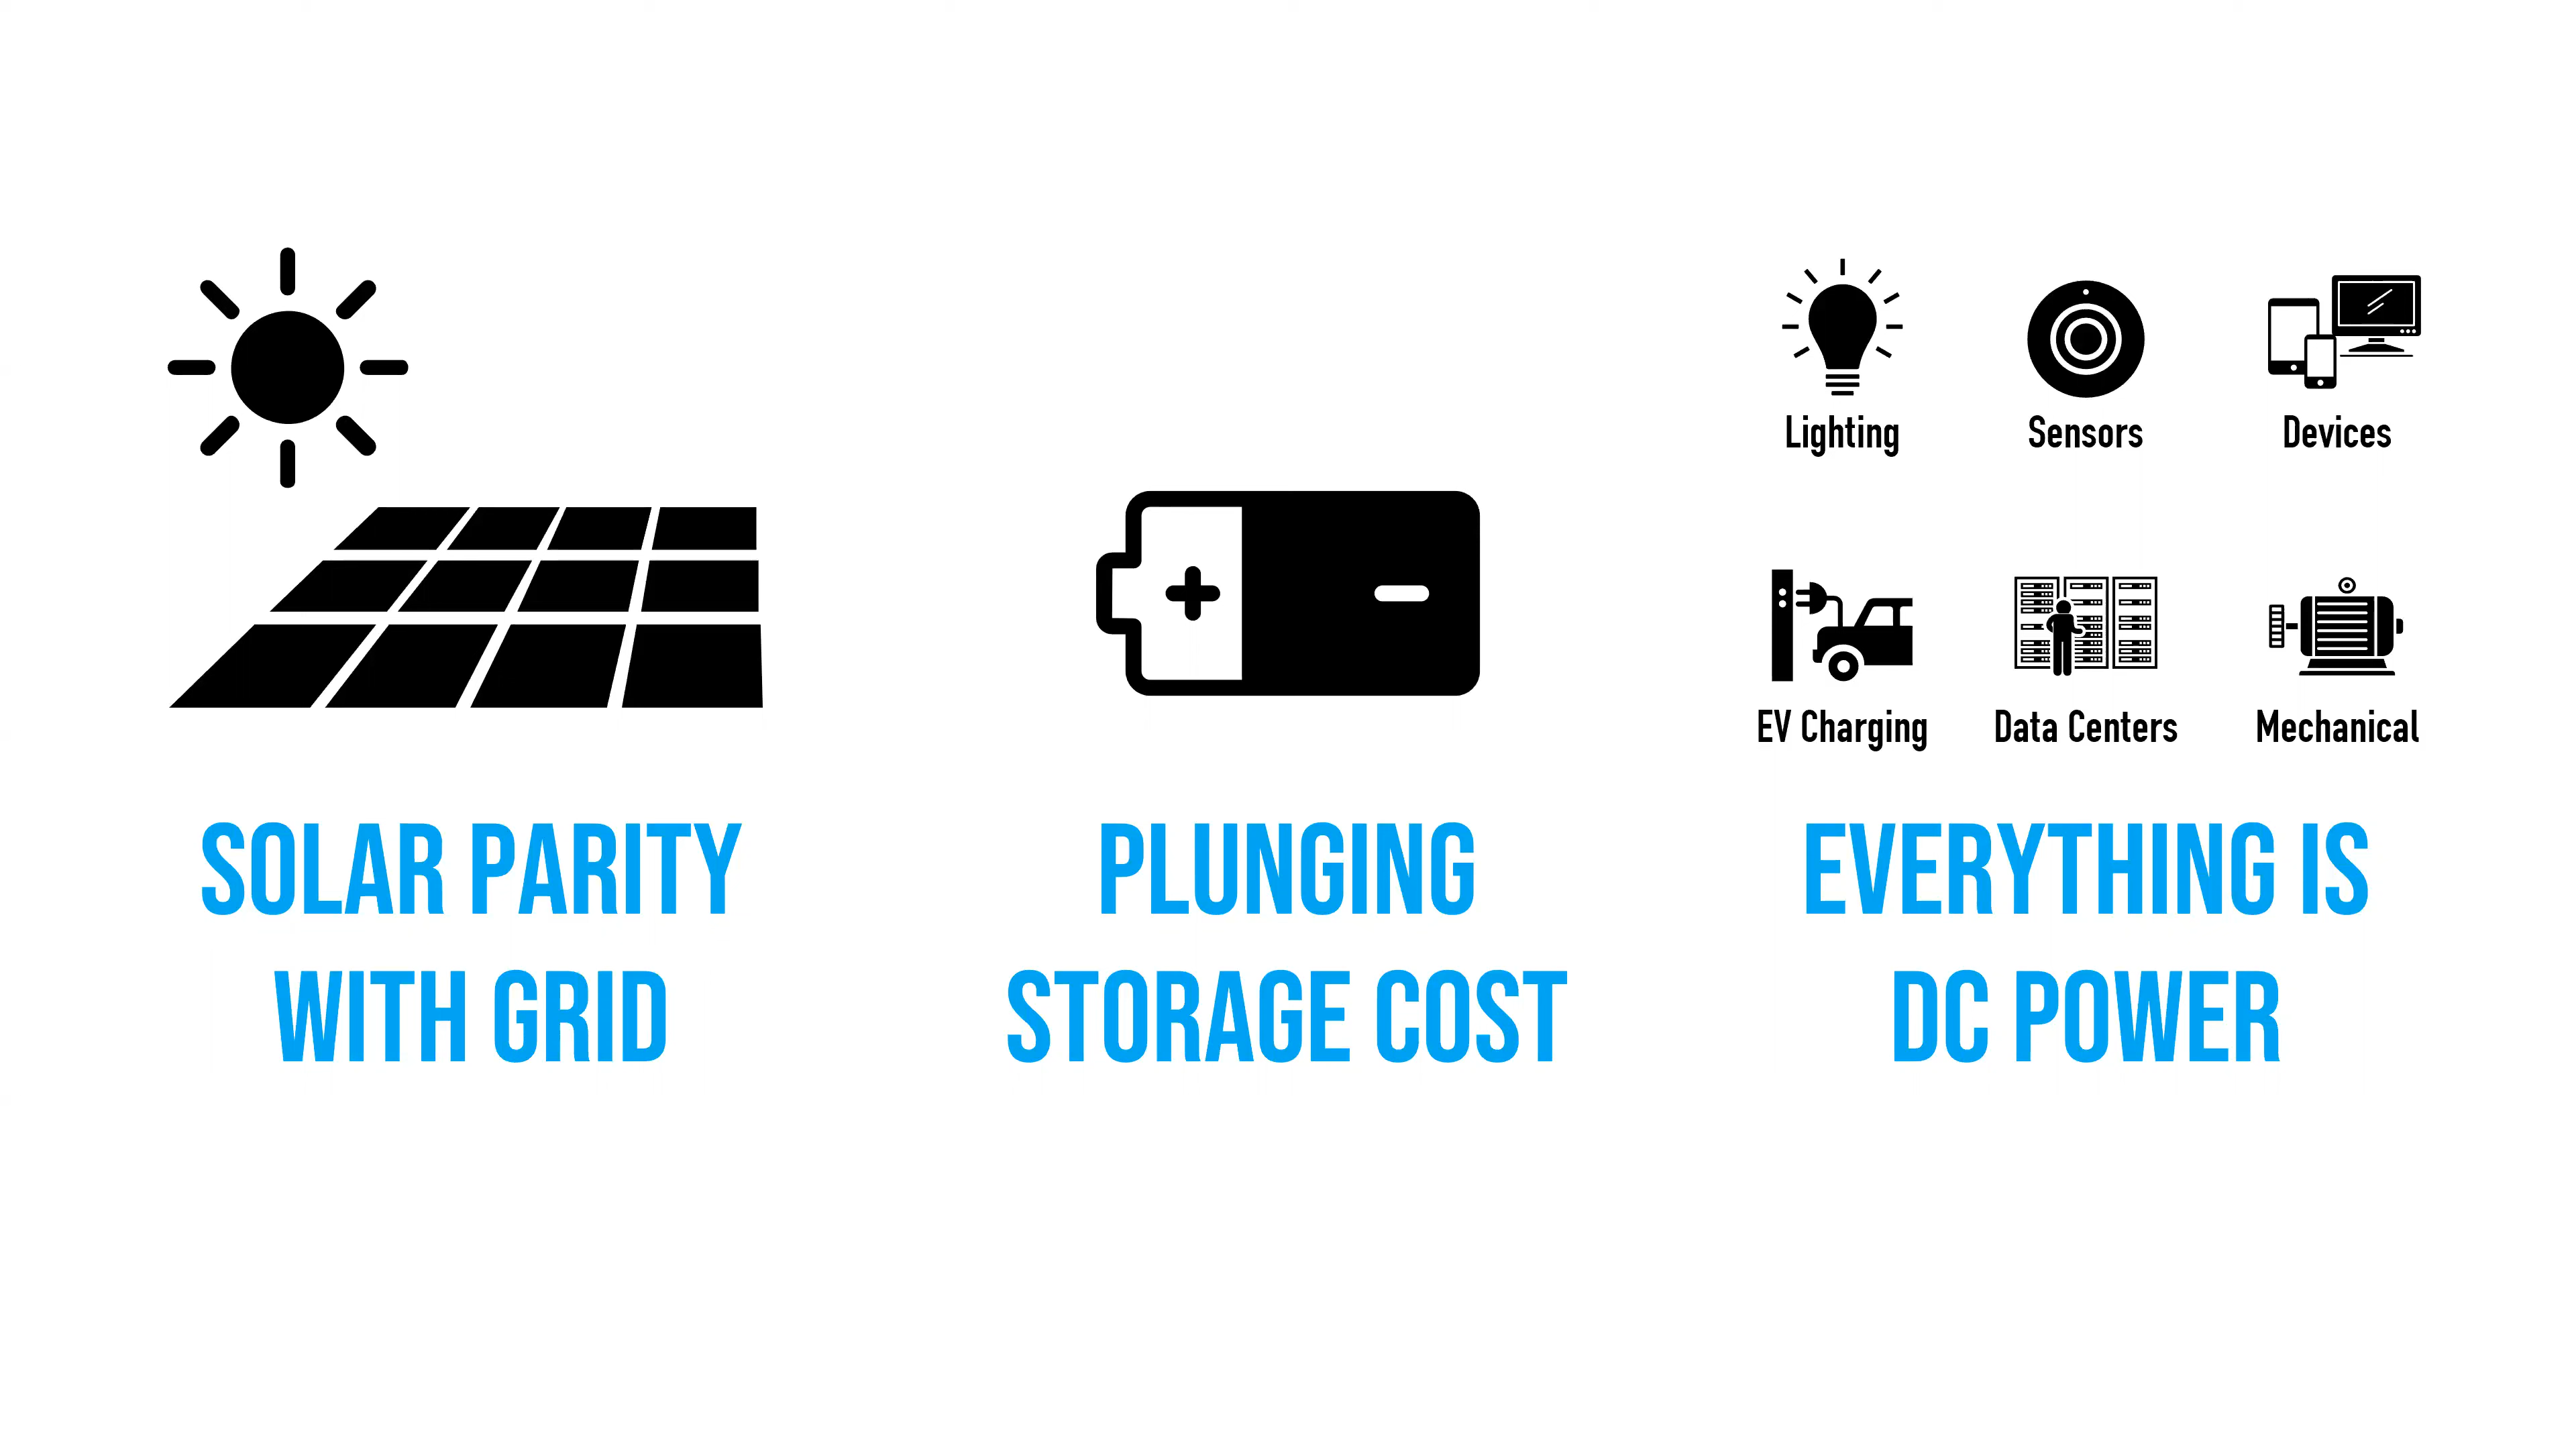 Lighting
Sensors
Devices
EV Charging
Data Centers
Mechanical
SOLAR PARITY
WITH GRID
PLUNGING
STORAGE COST
EVERYTHING IS
DC POWER